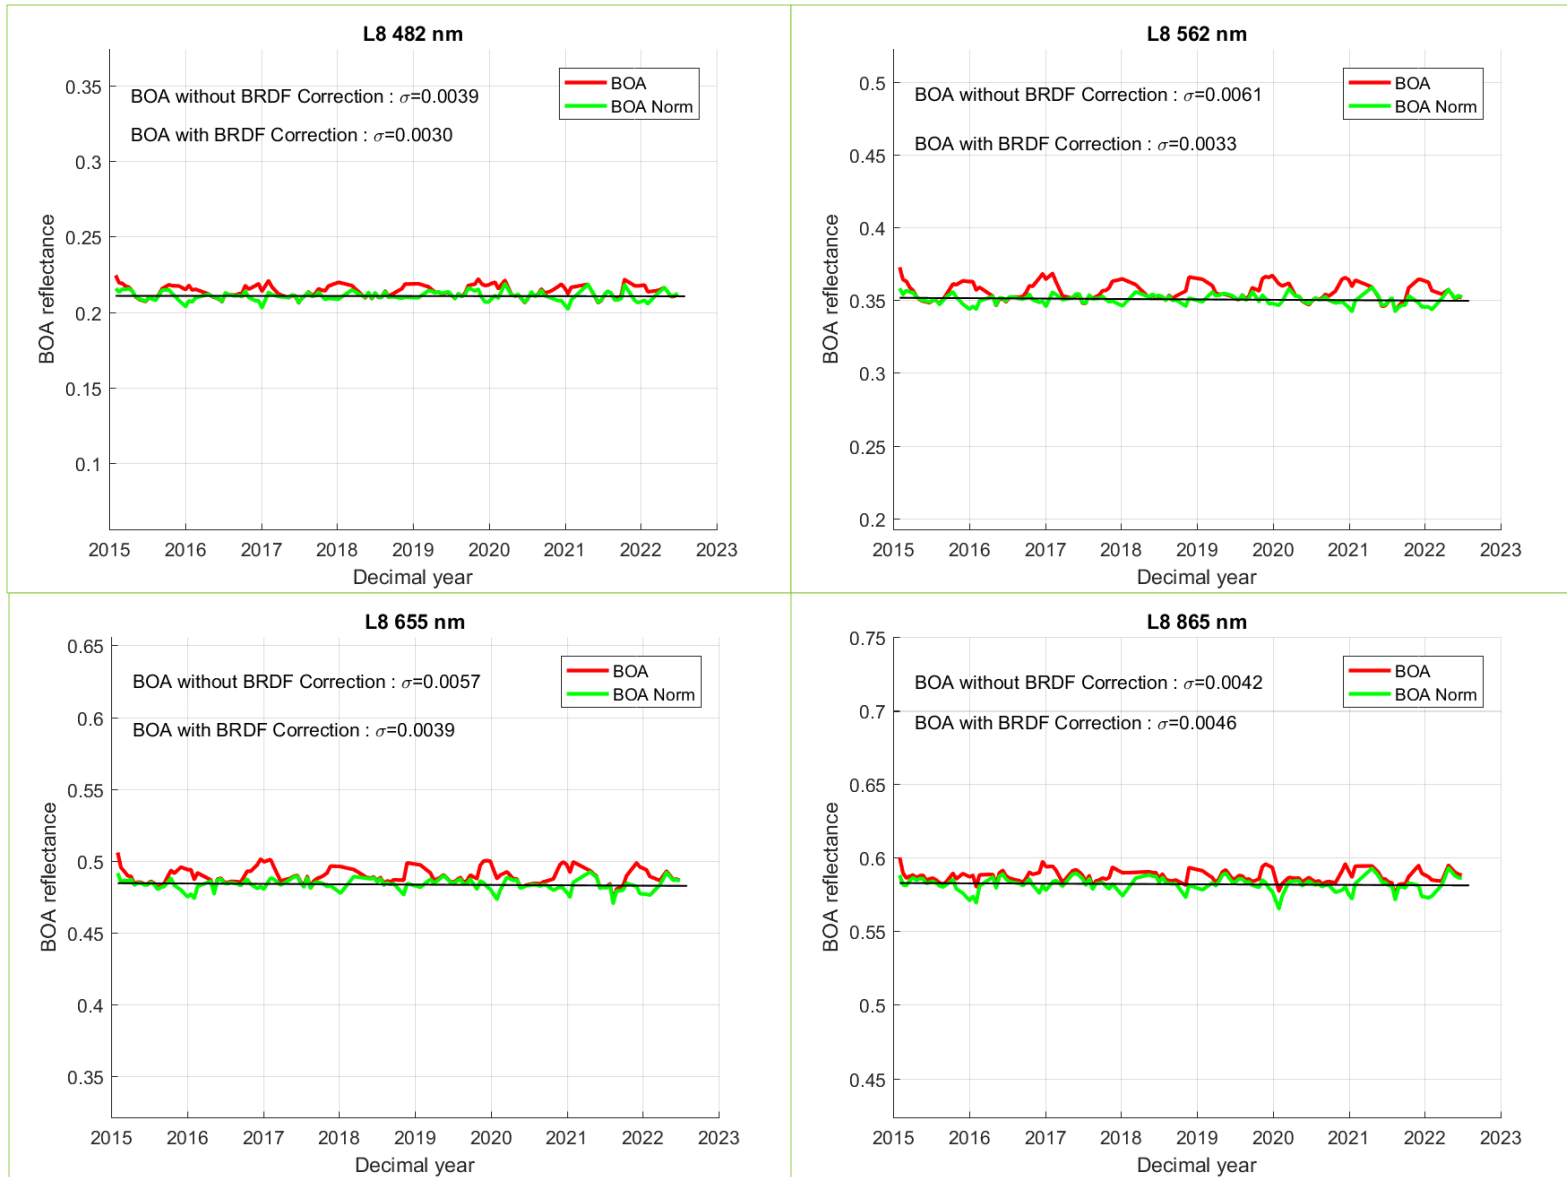 L8 482 nm
BOA without BRDF Correction : σ=0.0039
BOA with BRDF Correction : σ=0.0030
BOA
BOA Norm
0.35
0.3
0.25
0.2
0.15
0.1
BOA reflectance
2015 2016 2017 2018 2019 2020 2021 2022 2023
Decimal year
L8 562 nm
BOA without BRDF Correction : σ=0.0061
BOA with BRDF Correction : σ=0.0033
BOA
BOA Norm
0.5
0.45
0.4
0.35
0.3
0.25
0.2
BOA reflectance
2015 2016 2017 2018 2019 2020 2021 2022 2023
Decimal year
L8 655 nm
BOA without BRDF Correction : σ=0.0057
BOA with BRDF Correction : σ=0.0039
BOA
BOA Norm
0.65
0.6
0.55
0.5
0.45
0.4
0.35
BOA reflectance
2015 2016 2017 2018 2019 2020 2021 2022 2023
Decimal year
L8 865 nm
BOA without BRDF Correction : σ=0.0042
BOA with BRDF Correction : σ=0.0046
BOA
BOA Norm
0.75
0.7
0.65
0.6
0.55
0.5
0.45
BOA reflectance
2015 2016 2017 2018 2019 2020 2021 2022 2023
Decimal year